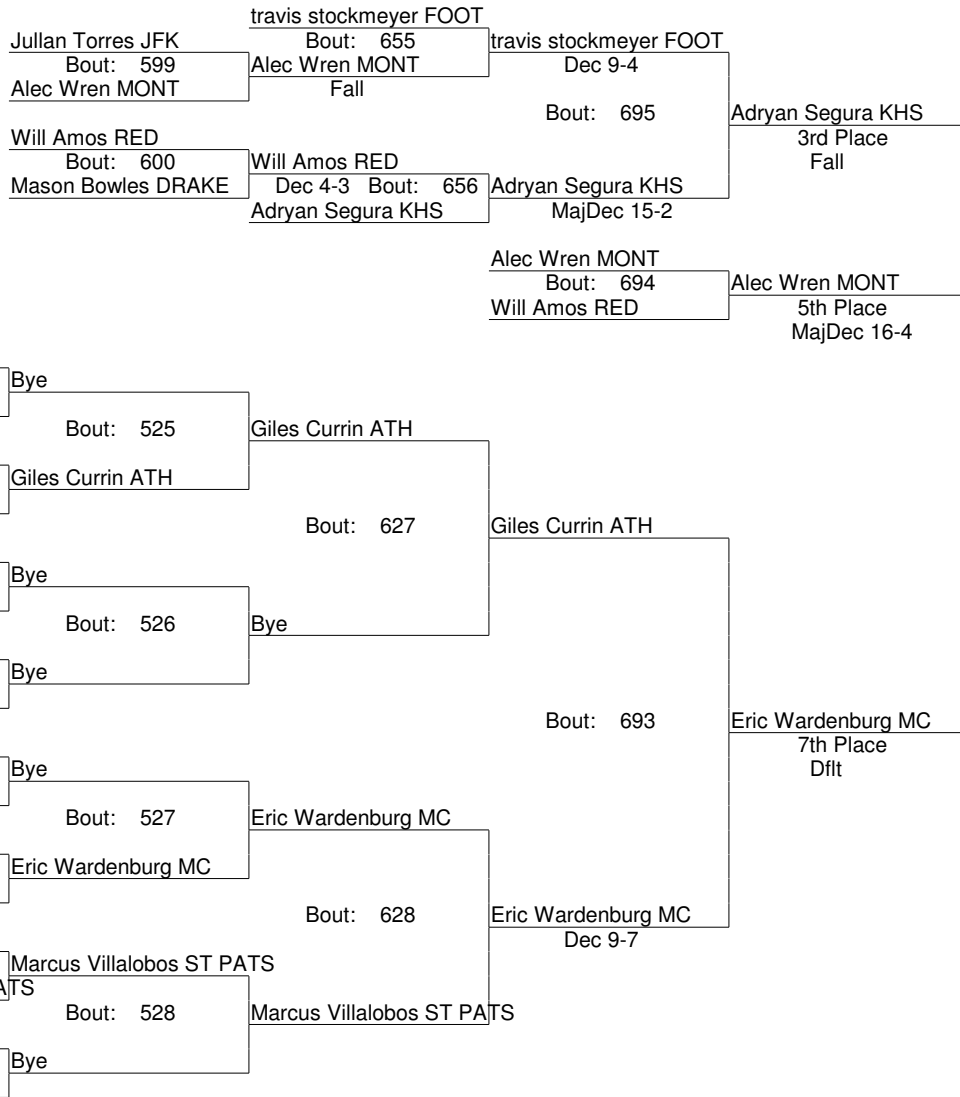 travis stockmeyer FOOT
Jullan Torres JFK
Bout: 655
travis stockmeyer FOOT
Bout: 599
Alec Wren MONT
Dec 9-4
Alec Wren MONT
Fall
Bout: 695
Adryan Segura KHS
Will Amos RED
3rd Place
Bout: 600
Will Amos RED
Fall
Mason Bowles DRAKE
Dec 4-3 Bout: 656
Adryan Segura KHS
Adryan Segura KHS
MajDec 15-2
Alec Wren MONT
Bout: 694
Alec Wren MONT
Will Amos RED
5th Place
MajDec 16-4
Bye
Bout: 525
Giles Currin ATH
Giles Currin ATH
Bout: 627
Giles Currin ATH
Bye
Bout: 526
Bye
Bye
Bout: 693
Eric Wardenburg MC
7th Place
Bye
Dflt
Bout: 527
Eric Wardenburg MC
Eric Wardenburg MC
Bout: 628
Eric Wardenburg MC
Dec 9-7
Marcus Villalobos ST PATS
ATS
Bout: 528
Marcus Villalobos ST PATS
Bye